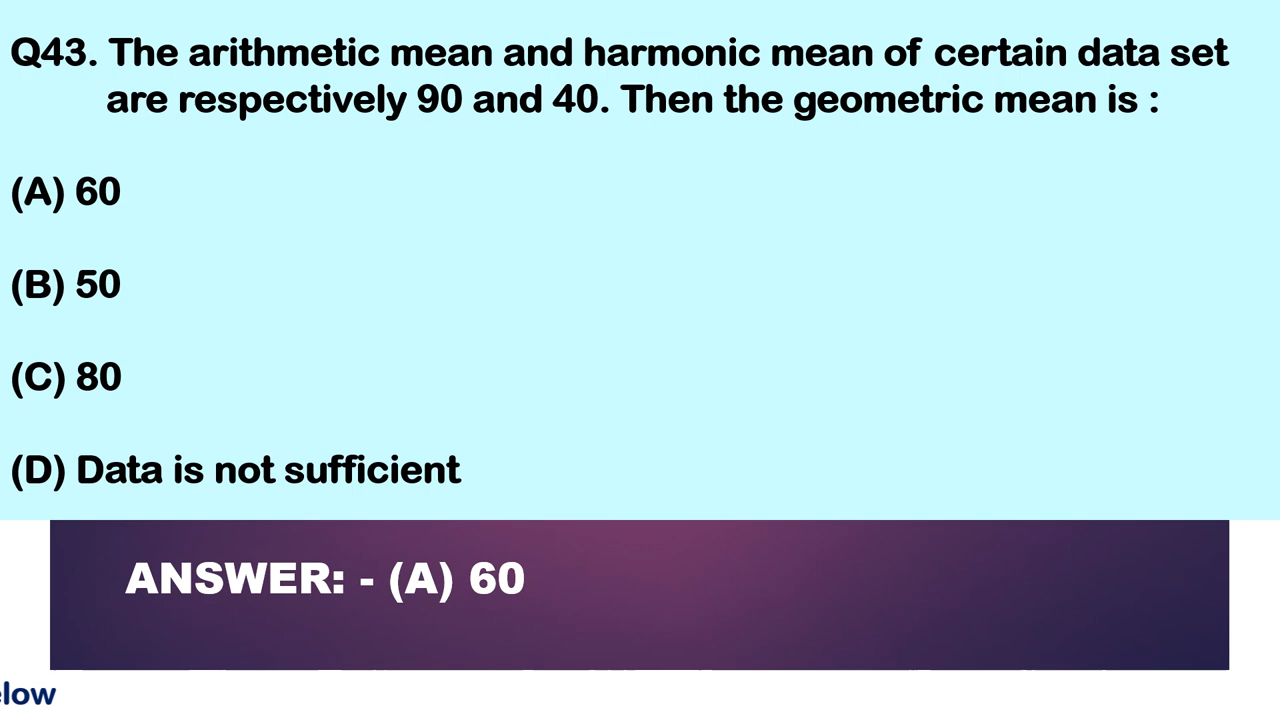 Q43. The arithmetic mean and harmonic mean of certain data set
are respectively 90 and 40. Then the geometric mean is :
(A) 60
(B) 50
(C) 80
(D) Data is not sufficient
ANSWER: - (A) 60
elow